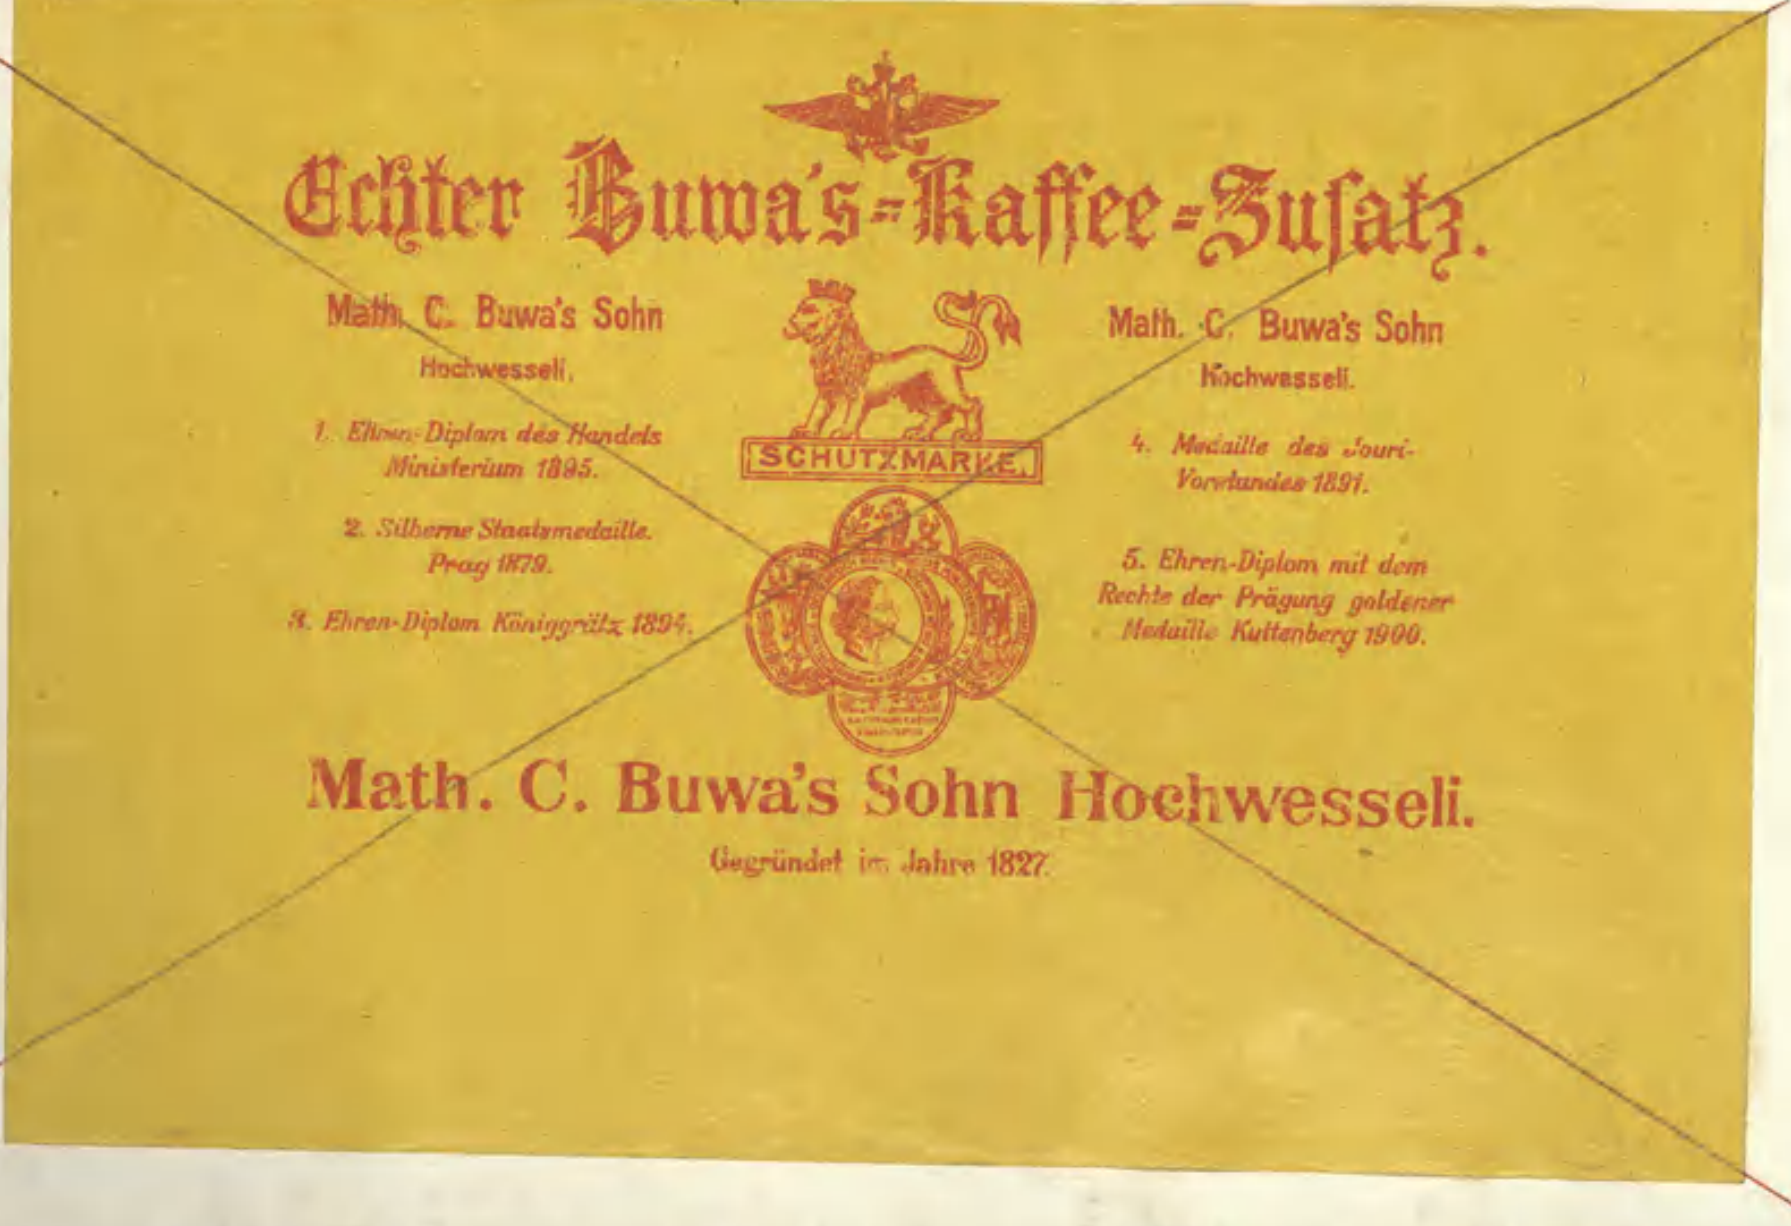 Echter Buwa's=Kaffee=Zusatz.
Math. C. Buwa's Sohn
Hochwesseli.
1. Ehren-Diplom des Handels
Ministerium 1895.
2. Silberne Staatsmedaille.
Prag 1879.
3. Ehren-Diplom Königgrätz 1894.
SCHUTZMARKE.
Math. C. Buwa's Sohn
Hochwesseli.
4. Medaille des
1891.
5. Ehren-Diplom mit dem
Rechte der Prägung goldener
Medaille Kuttenberg 1900.
Math. C. Buwa's Sohn Hochwesseli.
Gegründet im Jahre 1827.